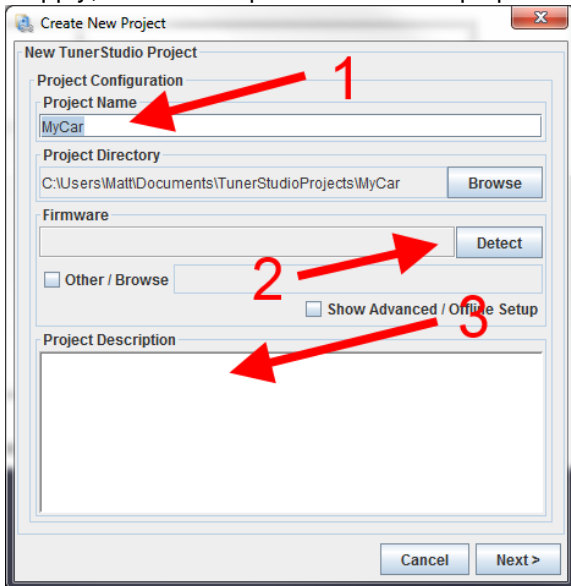 Create New Project
New TunerStudio Project
Project Configuration
1
Project Name
MyCar
Project Directory
C:\Users\Matt\Documents\TunerStudioProjects\MyCar Browse
Firmware
Detect
2
Other / Browse
Show Advanced / Offline Setup
3
Project Description
Cancel Next >